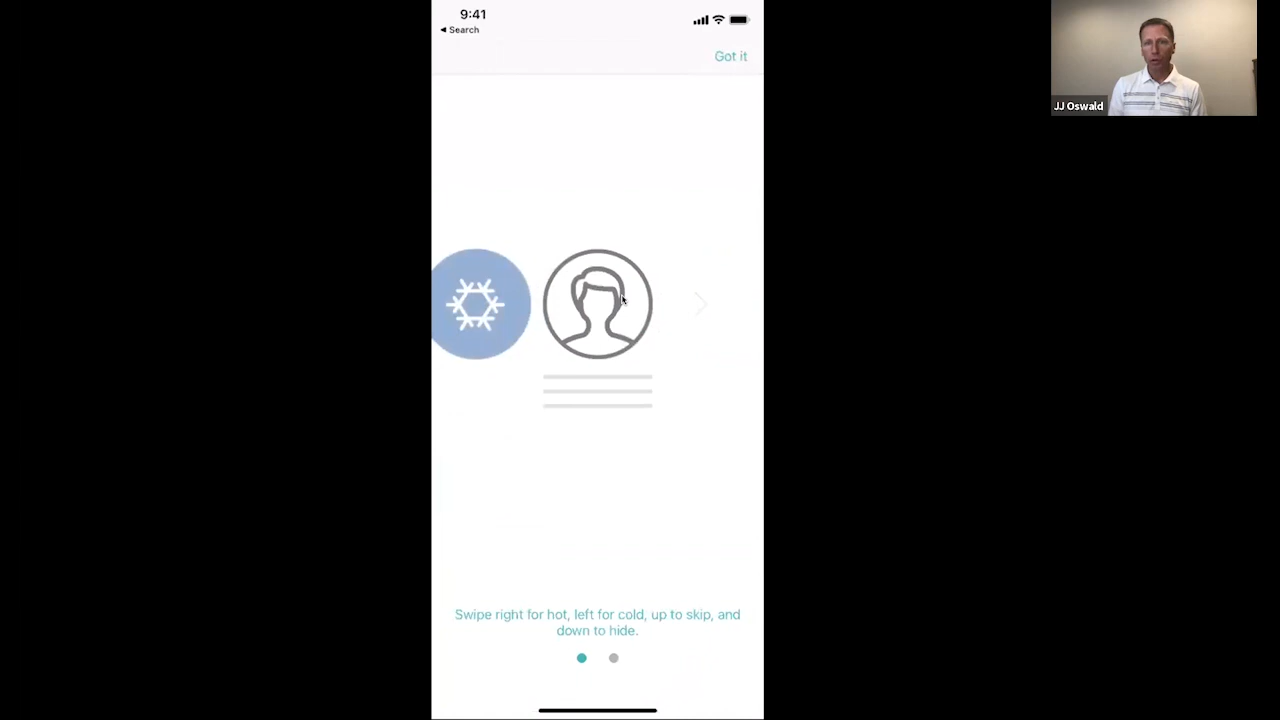 9:41
Search
Got it
JJ Oswald
Swipe right for hot, left for cold, up to skip, and
down to hide.